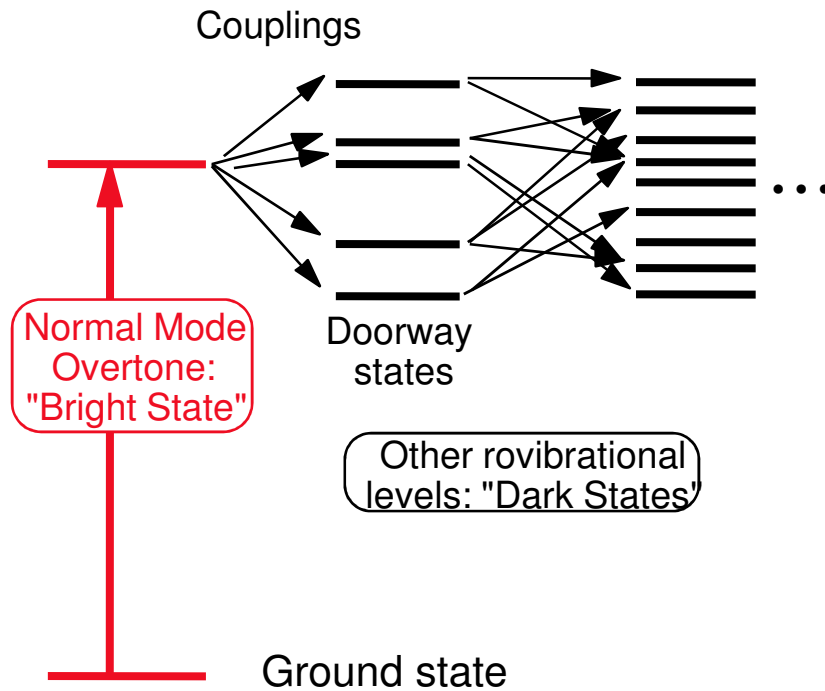 Couplings
Normal Mode
Overtone:
"Bright State"
Doorway
states
Other rovibrational
levels: "Dark States"
Ground state